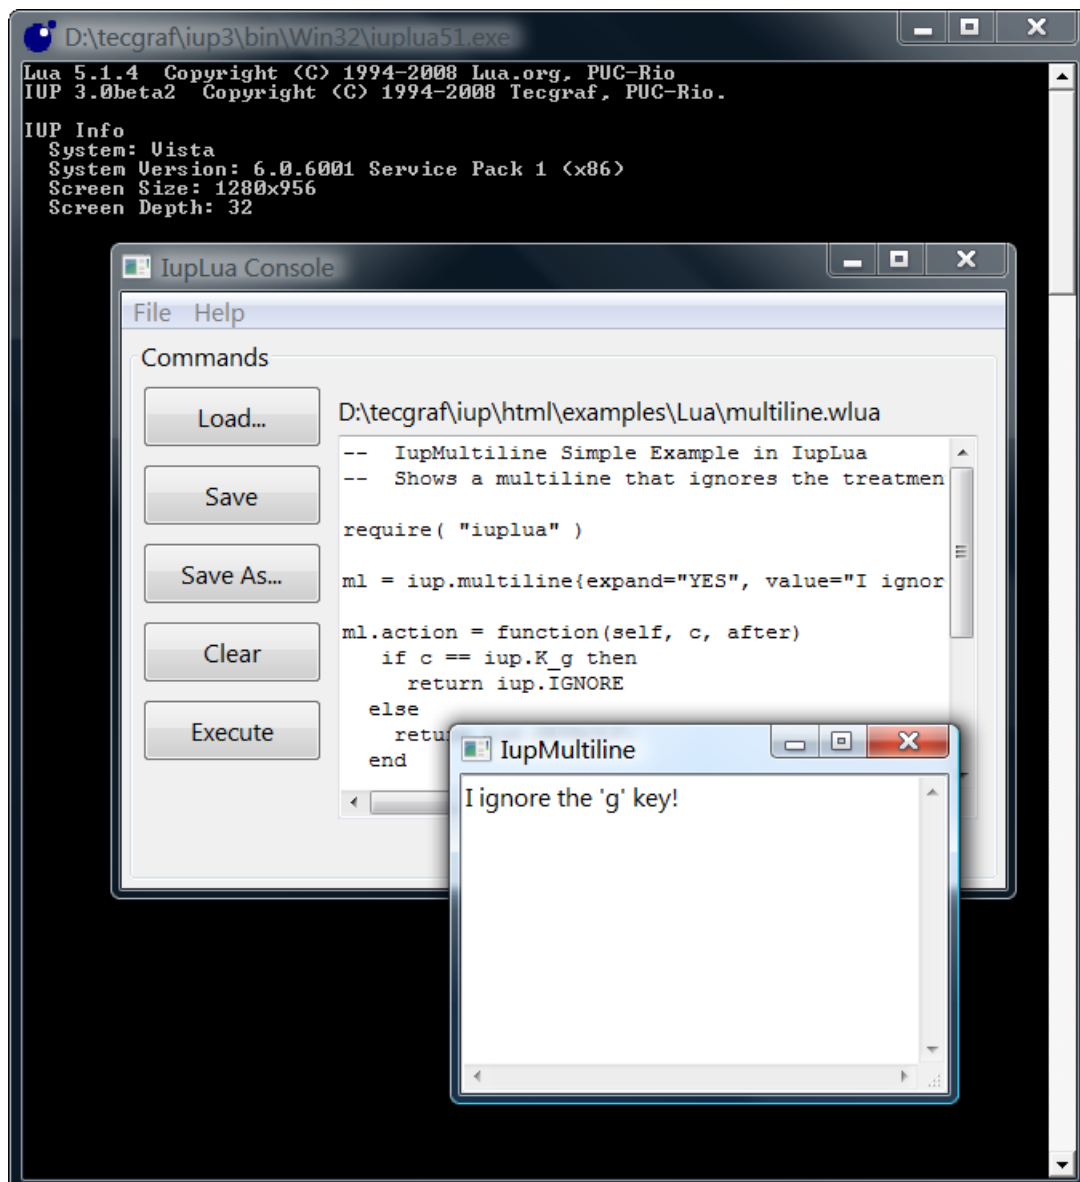 D:\tecgraf\iup3\bin\Win32\iuplua51.exe
Lua 5.1.4  Copyright (C) 1994-2008 Lua.org, PUC-Rio
IUP 3.0beta2  Copyright (C) 1994-2008 Tecgraf, PUC-Rio.
IUP Info
System: Vista
System Version: 6.0.6001 Service Pack 1 (x86)
Screen Size: 1280x956
Screen Depth: 32
IupLua Console
File Help
Commands
Load...
Save
Save As...
Clear
Execute
D:\tecgraf\iup\html\examples\Lua\multiline.wlua
--  IupMultiline Simple Example in IupLua
--  Shows a multiline that ignores the treatmen
require( "iuplua" )
ml = iup.multiline{expand="YES", value="I ignor
ml.action = function(self, c, after)
if c == iup.K_g then
return iup.IGNORE
else
retu
end
IupMultiline
I ignore the 'g' key!